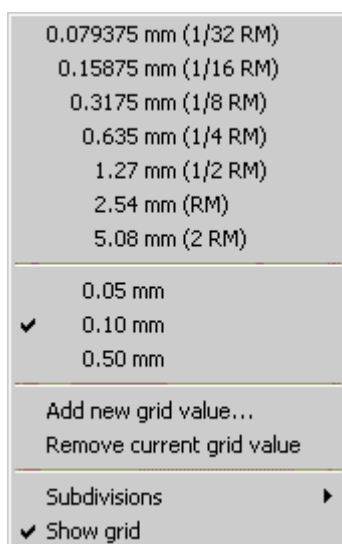 0.079375 mm (1/32 RM)
0.15875 mm (1/16 RM)
0.3175 mm (1/8 RM)
0.635 mm (1/4 RM)
1.27 mm (1/2 RM)
2.54 mm (RM)
5.08 mm (2 RM)
0.05 mm
0.10 mm
0.50 mm
Add new grid value...
Remove current grid value
Subdivisions
Show grid